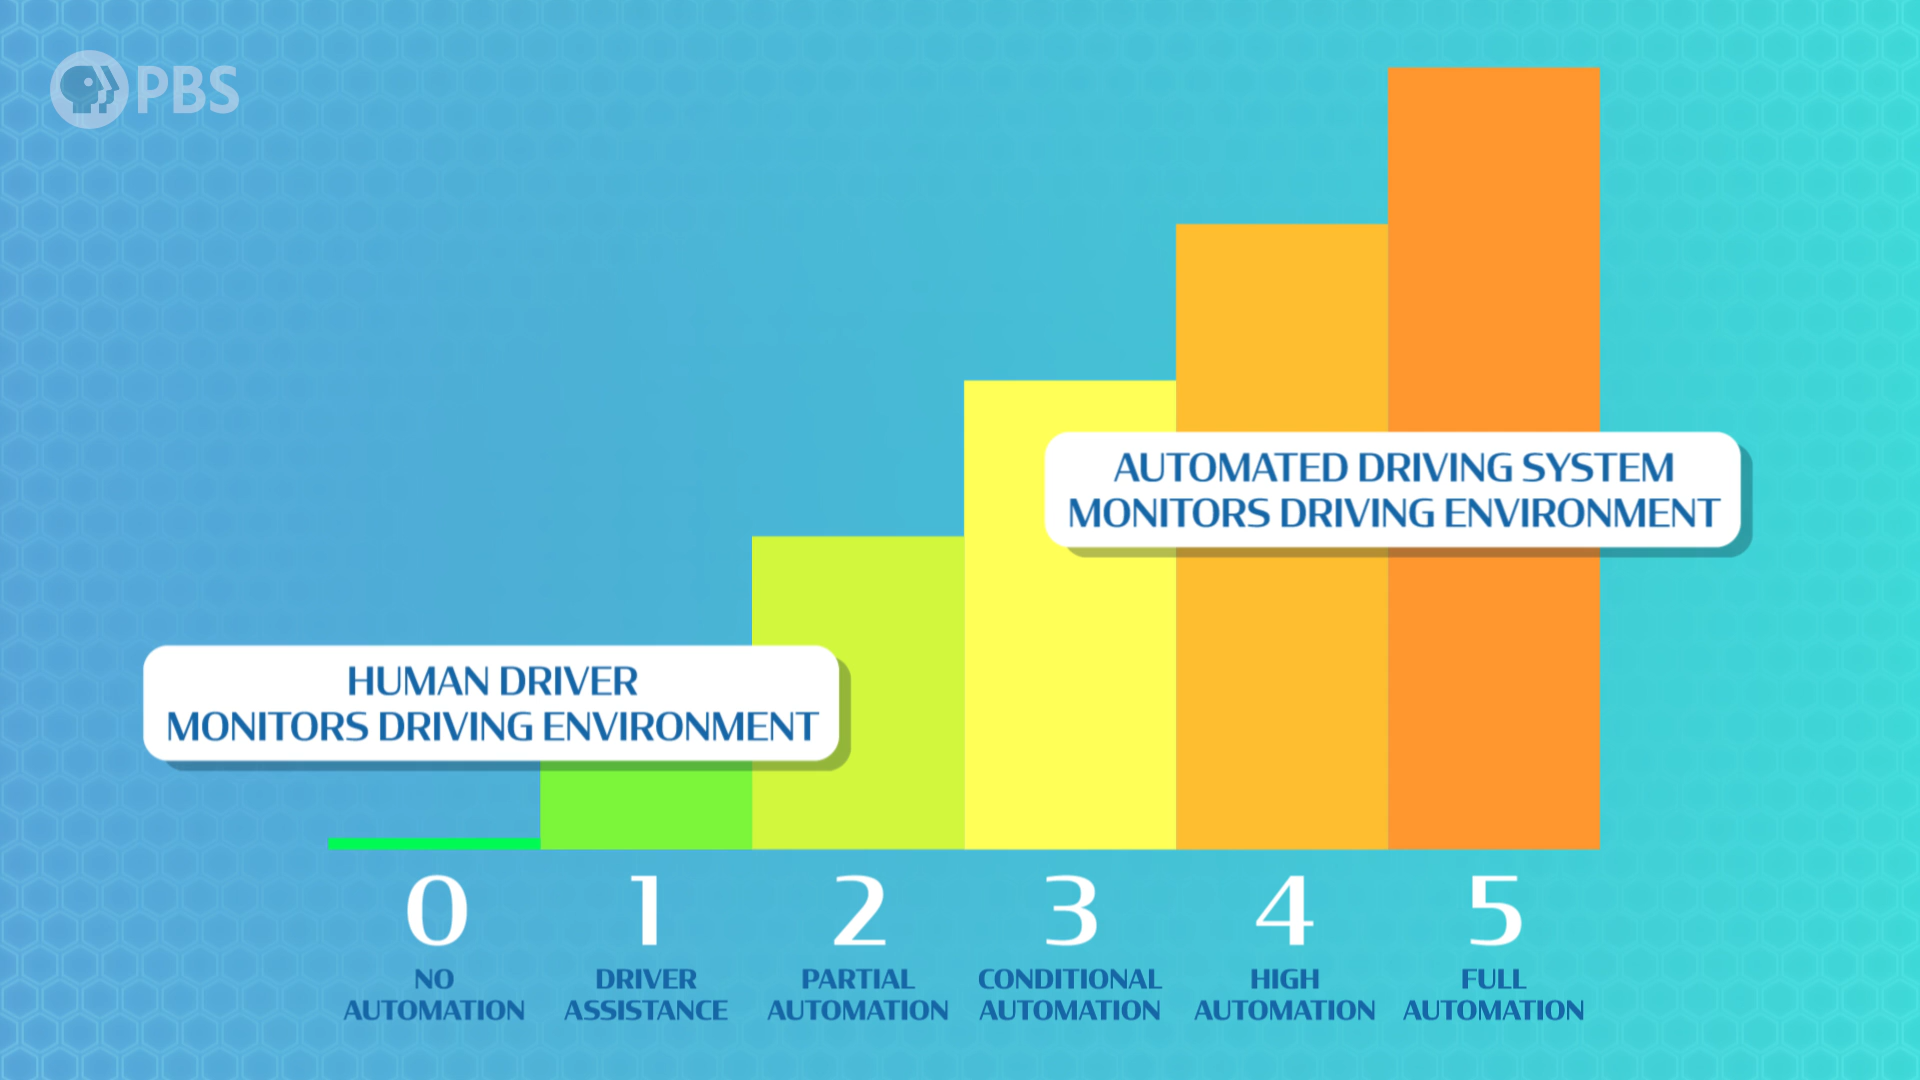 PBS
AUTOMATED DRIVING SYSTEM
MONITORS DRIVING ENVIRONMENT
HUMAN DRIVER
MONITORS DRIVING ENVIRONMENT
0
NO
AUTOMATION
1
DRIVER
ASSISTANCE
2
PARTIAL
AUTOMATION
3
CONDITIONAL
AUTOMATION
4
HIGH
AUTOMATION
5
FULL
AUTOMATION